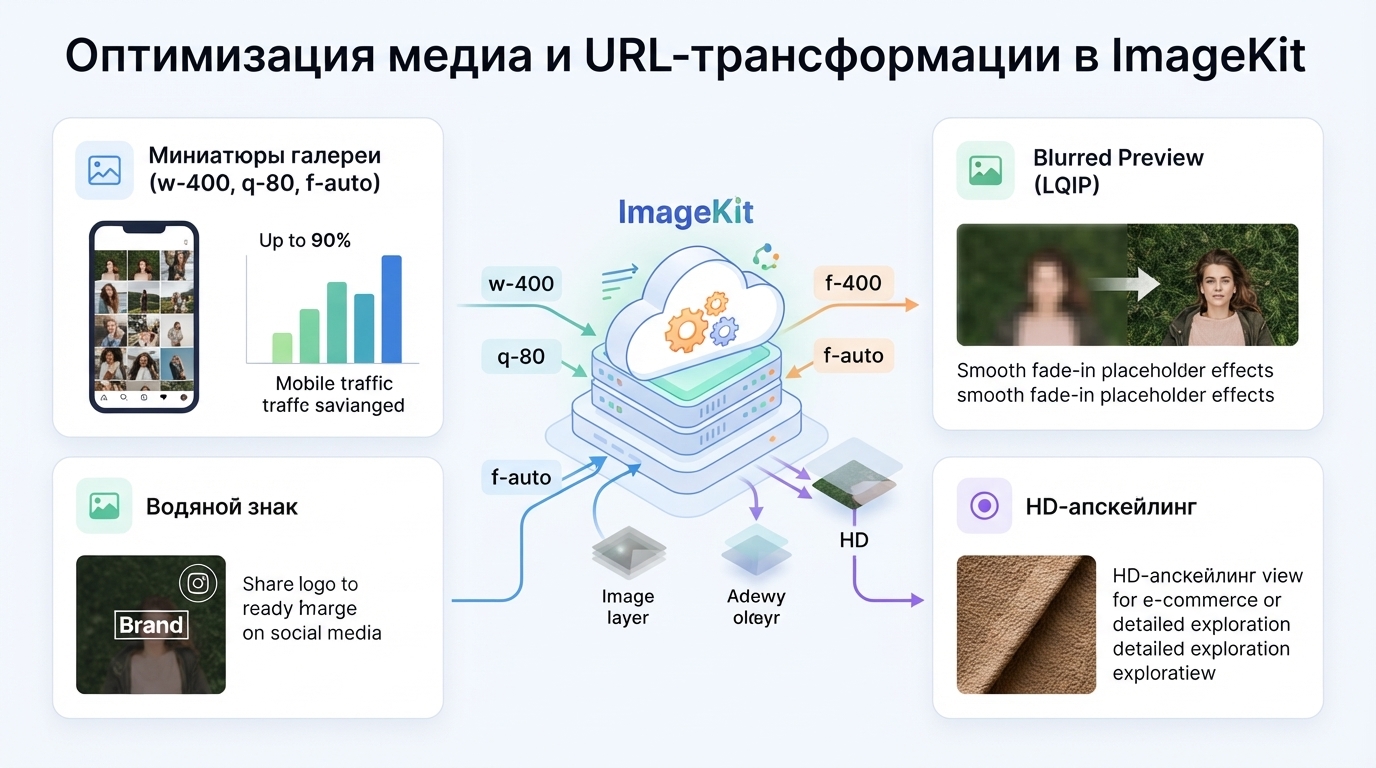 Оптимизация медиа и URL-трансформации в ImageKit
Миниатюры галереи
(w-400, q-80, f-auto)
Up to 90%
Mobile traffic
traffc savianged
Водяной знак
Brand
Share logo to
ready harge
on social media
ImageKit
w-400
q-80
f-auto
f-400
f-auto
Image
layer
Adewy
HD
Blurred Preview
(LQIP)
Smooth fade-in placeholder effects
smooth fade-in placeholder effects
HD-апскейлинг
HD-апскейлинг view
for e-commerce or
detailed exploration
detailed exploration
exploratiew